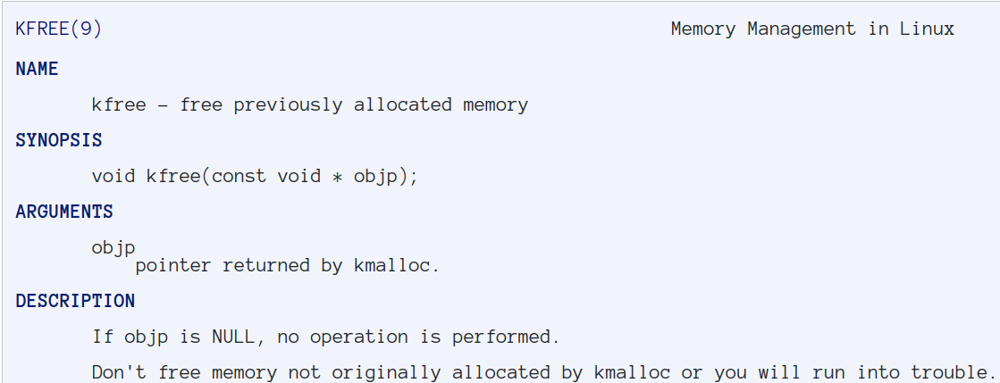 KFREE(9) Memory Management in Linux
NAME
kfree - free previously allocated memory
SYNOPSIS
void kfree(const void * objp);
ARGUMENTS
objp
pointer returned by kmalloc.
DESCRIPTION
If objp is NULL, no operation is performed.
Don't free memory not originally allocated by kmalloc or you will run into trouble.